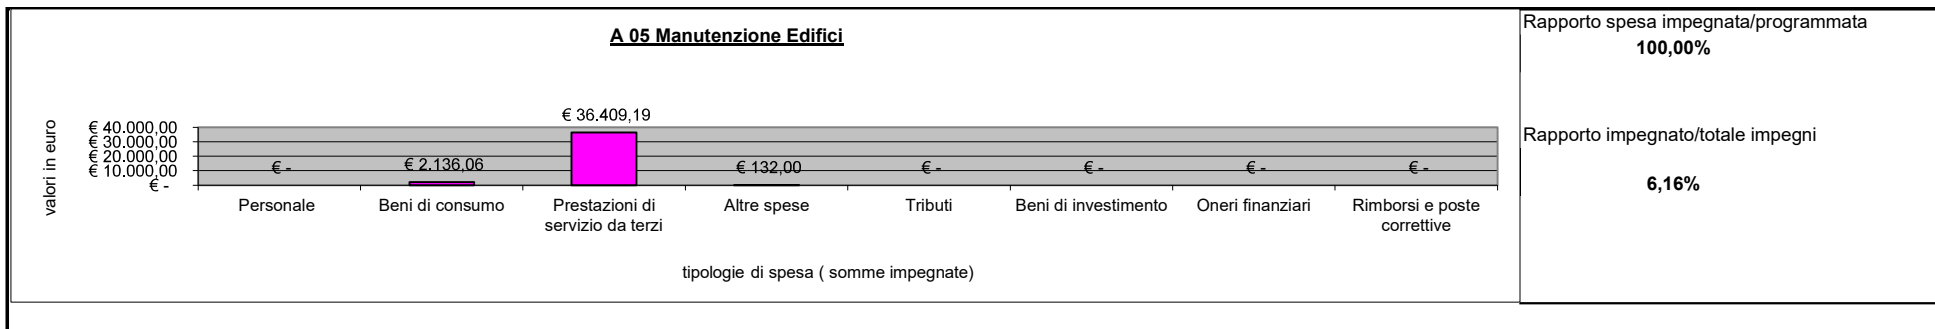 A 05 Manutenzione Edifici
Rapporto spesa impegnata/programmata
100,00%
valori in euro
€ 40.000,00
€ 30.000,00
€ 20.000,00
€ 10.000,00
€ -
€ -
€ 2.136,06
€ 36.409,19
€ 132,00
€ -
€ -
€ -
€ -
Personale
Beni di consumo
Prestazioni di
servizio da terzi
Altre spese
Tributi
Beni di investimento
Oneri finanziari
Rimborsi e poste
correttive
tipologie di spesa ( somme impegnate)
Rapporto impegnato/totale impegni
6,16%